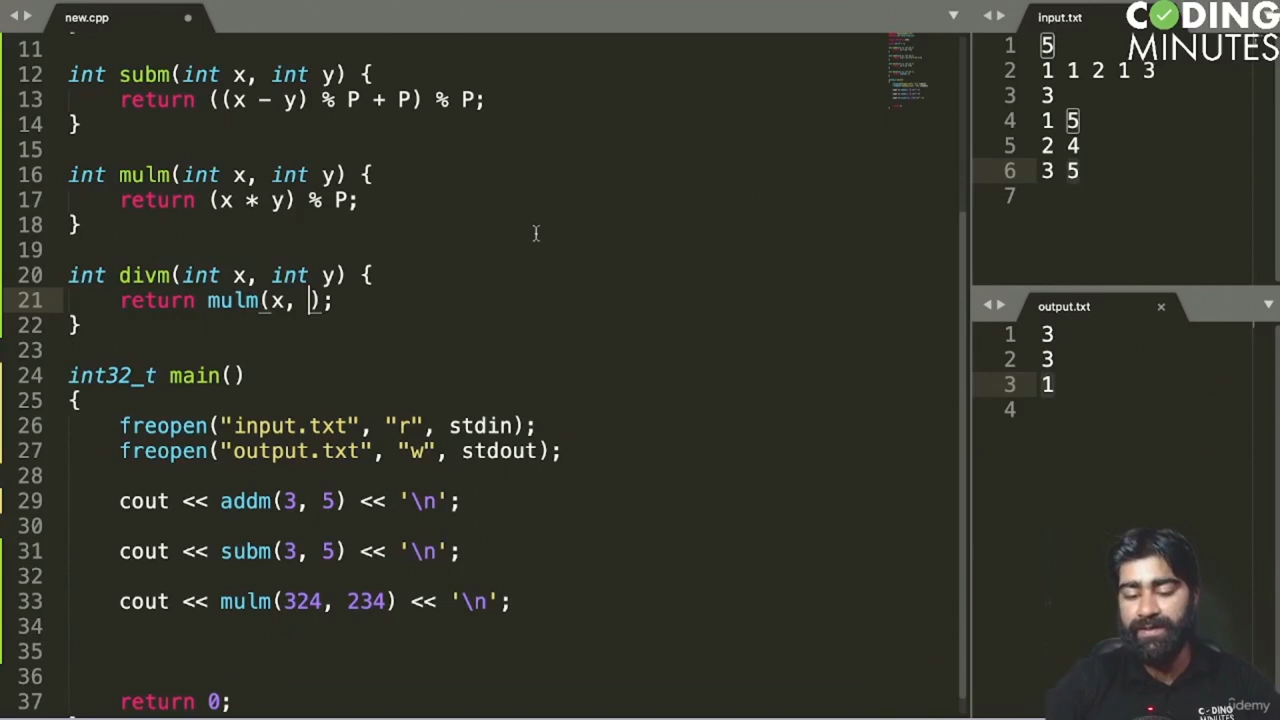 new.cpp
11
12 int subm(int x, int y) {
13 return ((x - y) % P + P) % P;
14 }
15
16 int mulm(int x, int y) {
17 return (x * y) % P;
18 }
19
20 int divm(int x, int y) {
21 return mulm(x, );
22 }
23
24 int32_t main()
25 {
26 freopen("input.txt", "r", stdin);
27 freopen("output.txt", "w", stdout);
28
29 cout << addm(3, 5) << '\n';
30
31 cout << subm(3, 5) << '\n';
32
33 cout << mulm(324, 234) << '\n';
34
35
36
37 return 0;
input.txt
1 5
2 1 1 2 1 3
3 3
4 1 5
5 2 4
6 3 5
7
output.txt
1 3
2 3
3 1
4
CODING
MINUTES
CODING
MINUTES
ûdemy